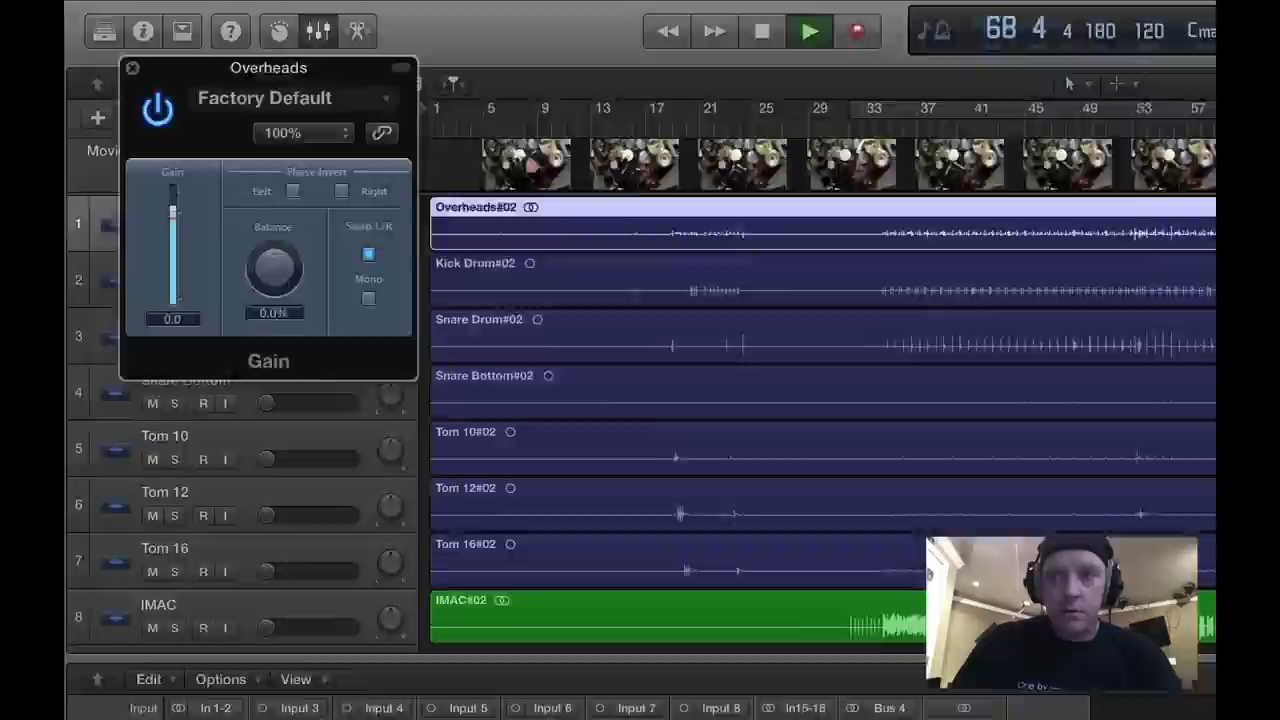 68 4 4 180 120 Cma
Overheads
Factory Default
100%
1 5 9 13 17 21 25 29 33 37 41 45 49 53 57
Movi
Gain
Phase Invert
Left Right
Balance
Swap L/R
Mono
0.0
0.0%
Gain
1
Overheads#02
2
Kick Drum#02
3
Snare Drum#02
4
Snare Bottom
M S R I
Snare Bottom#02
5
Tom 10
M S R I
Tom 10#02
6
Tom 12
M S R I
Tom 12#02
7
Tom 16
M S R I
Tom 16#02
8
IMAC
M S R I
IMAC#02
One by
Edit Options View
Input In 1-2 Input 3 Input 4 Input 5 Input 6 Input 7 Input 8 In15-16 Bus 4